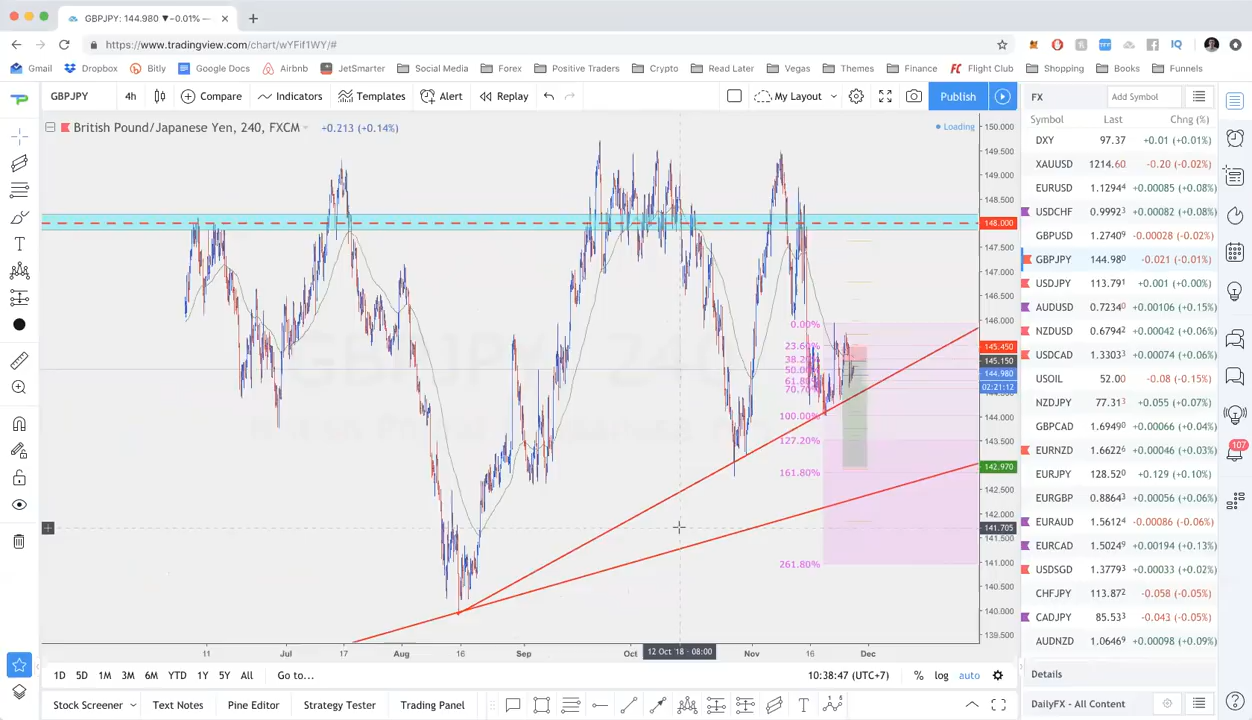 GBPJPY: 144.980 ▼−0.01% —
https://www.tradingview.com/chart/wYFif1WY/#
Gmail Dropbox Bitly Google Docs Airbnb JetSmarter Social Media Forex Positive Traders Crypto Read Later Vegas Themes Finance Flight Club Shopping Books Funnels
GBPJPY 4h Compare Indicators Templates Alert Replay My Layout Publish FX Add Symbol
British Pound/Japanese Yen, 240, FXCM +0.213 (+0.14%) Loading
Symbol Last Chg (%)
DXY 97.37 +0.01 (+0.01%)
XAUUSD 1214.60 -0.20 (-0.02%)
EURUSD 1.12944 +0.00085 (+0.08%)
USDCHF 0.99923 +0.00082 (+0.08%)
GBPUSD 1.27409 -0.00028 (-0.02%)
GBPJPY 144.980 -0.021 (-0.01%)
USDJPY 113.791 +0.001 (+0.00%)
AUDUSD 0.72340 +0.00106 (+0.15%)
NZDUSD 0.67942 +0.00042 (+0.06%)
USDCAD 1.33033 +0.00074 (+0.06%)
USOIL 52.00 -0.08 (-0.15%)
NZDJPY 77.313 +0.055 (+0.07%)
GBPCAD 1.69490 +0.00066 (+0.04%)
EURNZD 1.66226 +0.00046 (+0.03%)
EURJPY 128.520 +0.129 (+0.10%)
EURGBP 0.88643 +0.00056 (+0.06%)
EURAUD 1.56124 -0.00086 (-0.06%)
EURCAD 1.50249 +0.00194 (+0.13%)
USDSGD 1.37793 +0.00033 (+0.02%)
CHFJPY 113.872 -0.058 (-0.05%)
CADJPY 85.533 -0.043 (-0.05%)
AUDNZD 1.06469 +0.00098 (+0.09%)
150.000
149.500
149.000
148.500
148.000
147.500
147.000
146.500
146.000
145.450
145.150
144.980
02:21:12
144.000
143.500
142.970
142.500
142.000
141.705
141.500
141.000
140.500
140.000
139.500
0.00%
23.60%
38.2
50.0
61.8
70.7
100.00%
127.20%
161.80%
261.80%
107
11 Jul 17 Aug 16 Sep Oct 12 Oct '18 - 08:00 Nov 16 Dec
1D 5D 1M 3M 6M YTD 1Y 5Y All Go to... 10:38:47 (UTC+7) % log auto
Details
Stock Screener Text Notes Pine Editor Strategy Tester Trading Panel
DailyFX - All Content